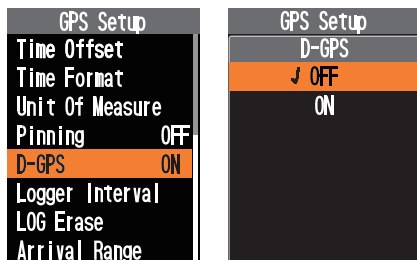 GPS Setup
Time Offset
Time Format
Unit Of Measure
Pinning OFF
D-GPS ON
Logger Interval
LOG Erase
Arrival Range
GPS Setup
D-GPS
✓ OFF
ON